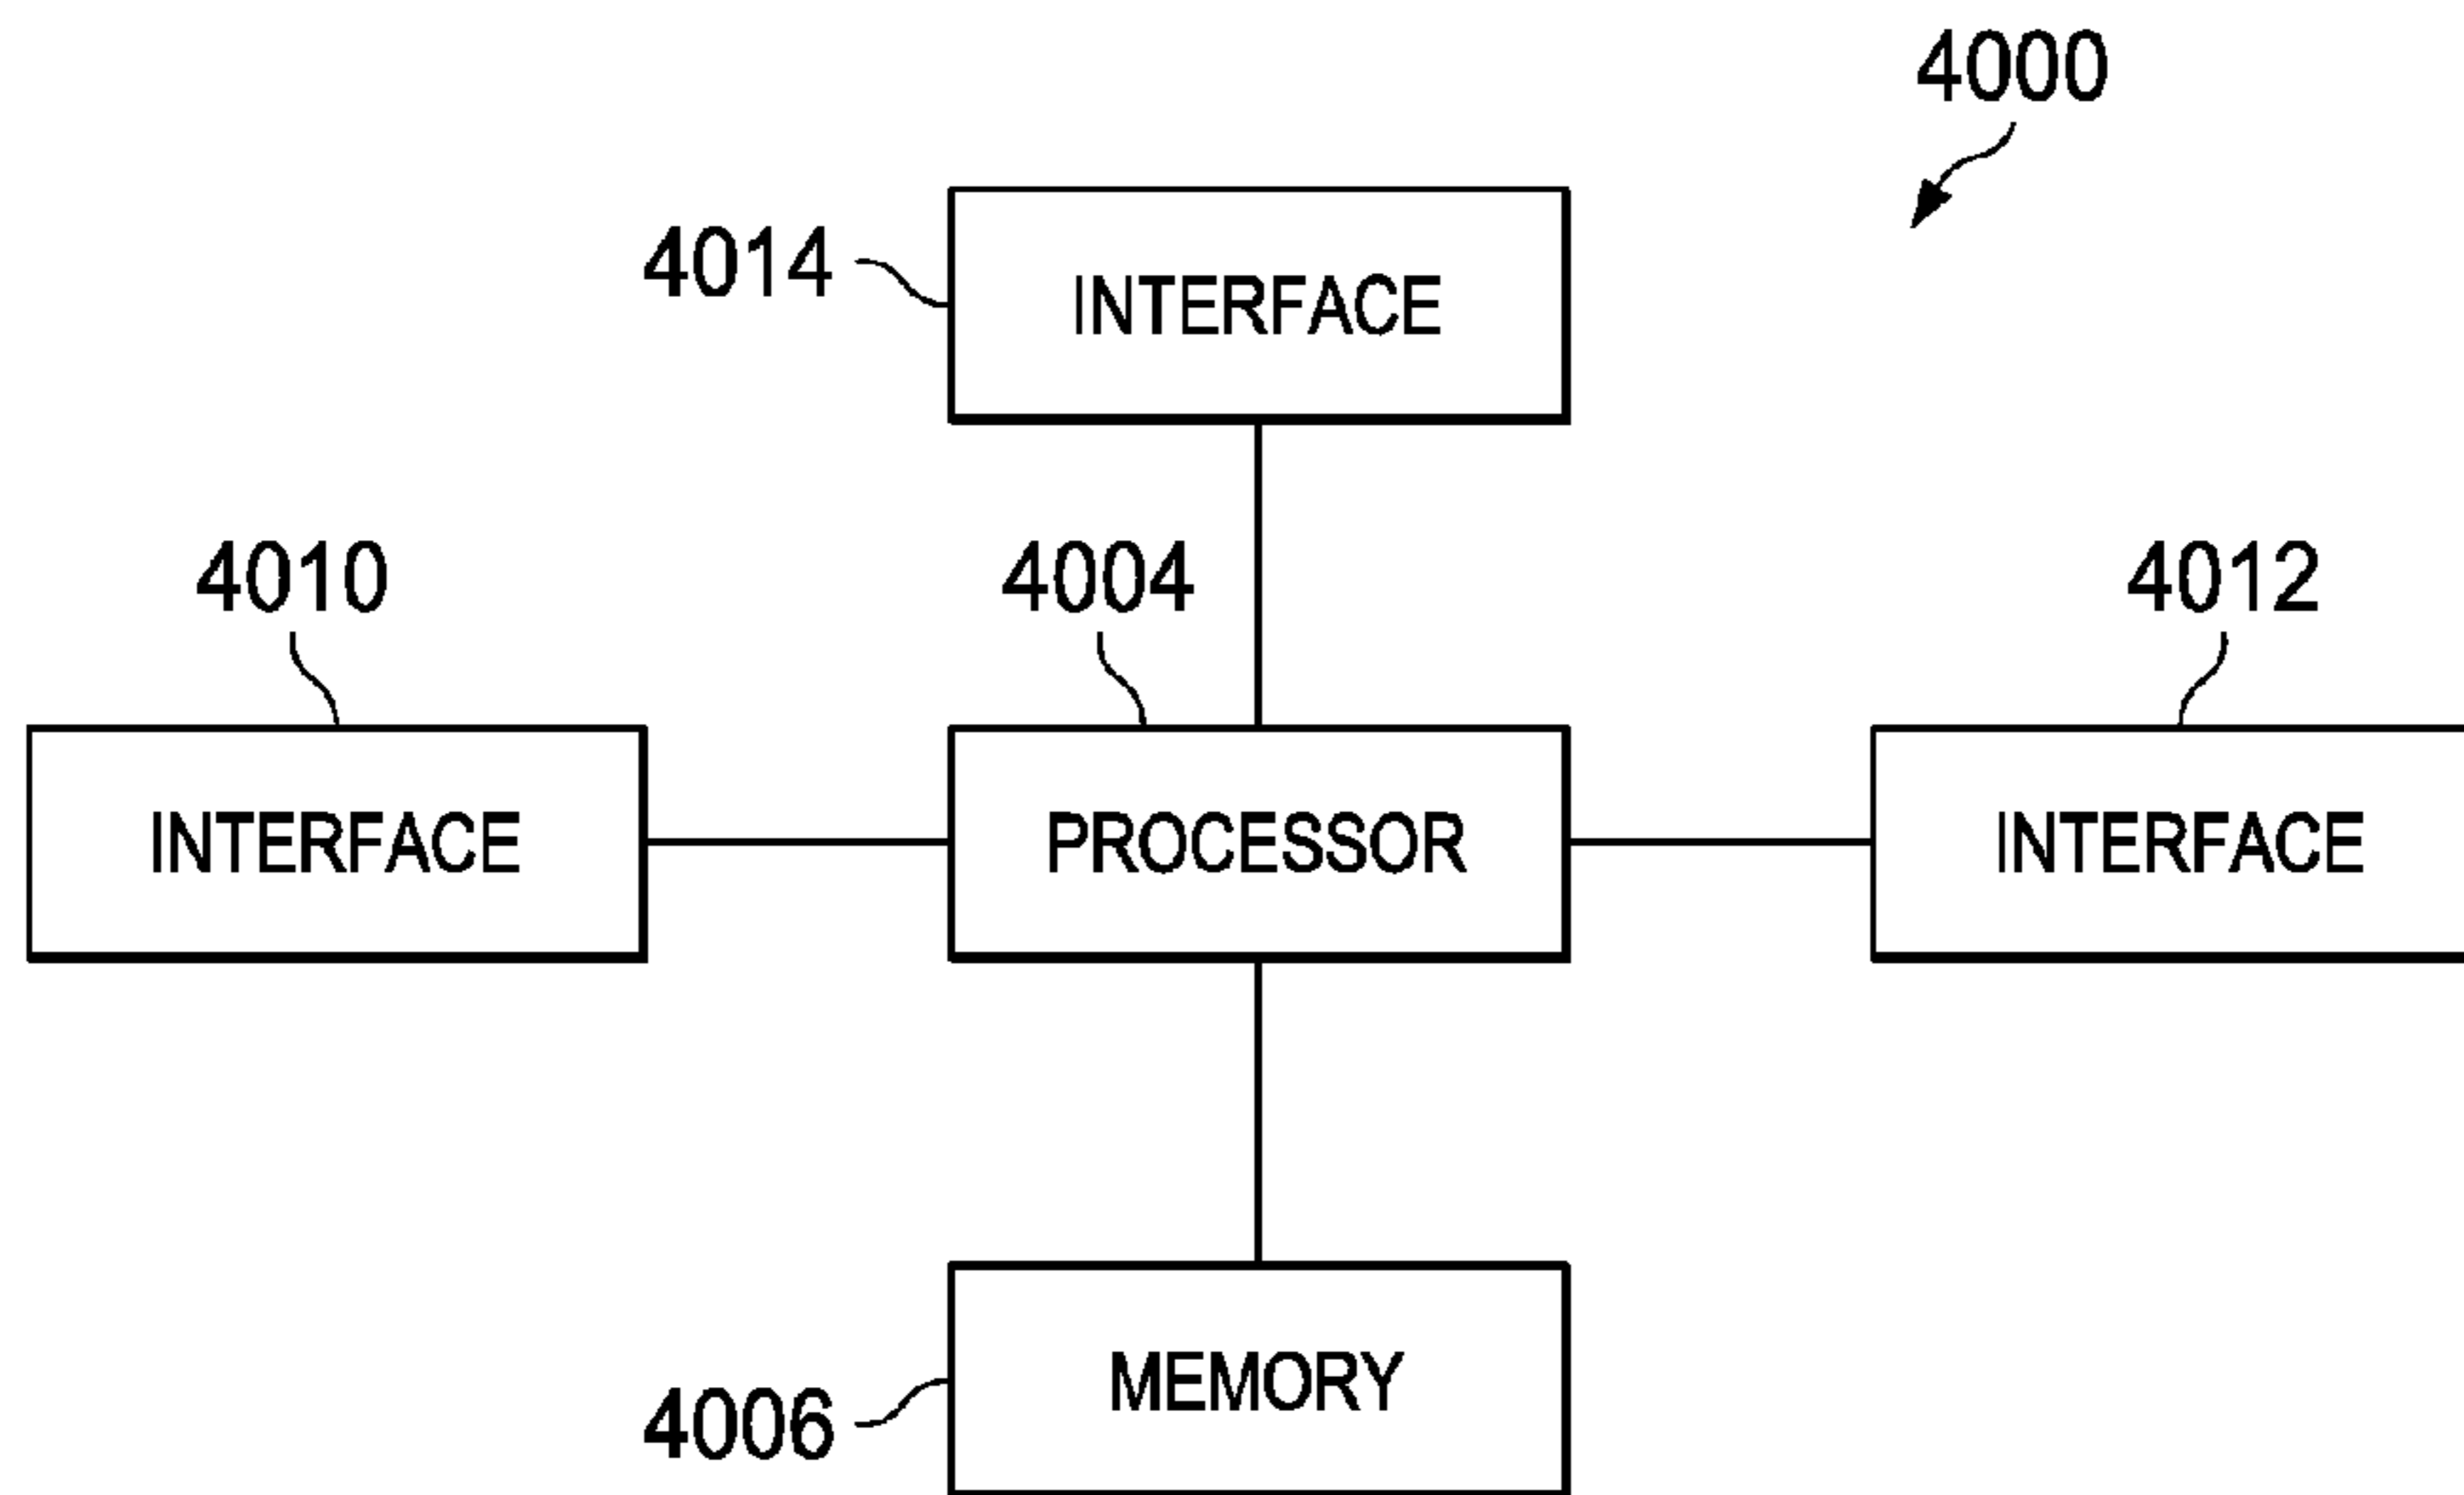 4000
4014
INTERFACE
4010
4004
4012
INTERFACE
PROCESSOR
INTERFACE
MEMORY
4006